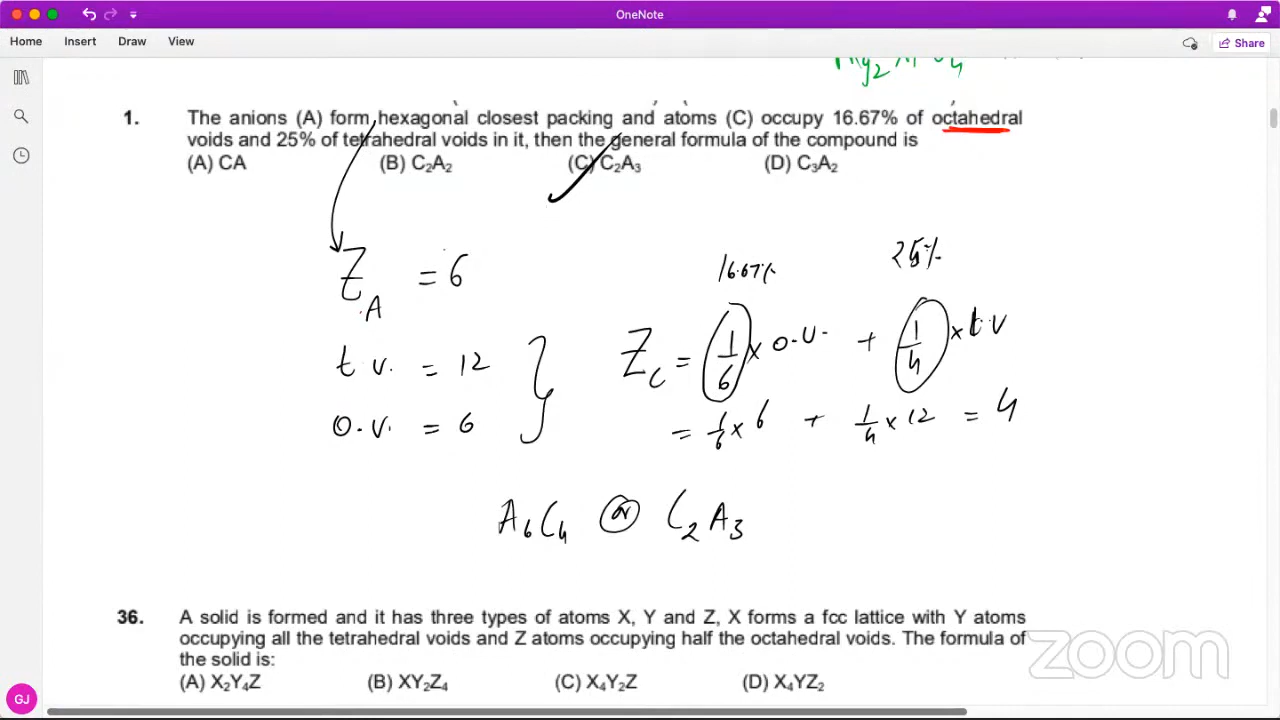 OneNote
Home Insert Draw View
Share
1. The anions (A) form hexagonal closest packing and atoms (C) occupy 16.67% of octahedral
voids and 25% of tetrahedral voids in it, then the general formula of the compound is
(A) CA (B) C₂A₂ (C) C₂A₃ (D) C₃A₂
Z_A = 6
16.67% 25%
t.v. = 12
o.v. = 6
Z_C = 1/6 × o.v. + 1/4 × t.v
= 1/6 × 6 + 1/4 × 12 = 4
A₆C₄ or C₂A₃
36. A solid is formed and it has three types of atoms X, Y and Z, X forms a fcc lattice with Y atoms
occupying all the tetrahedral voids and Z atoms occupying half the octahedral voids. The formula of
the solid is:
(A) X₂Y₄Z (B) XY₂Z₄ (C) X₄Y₂Z (D) X₄YZ₂
zoom
GJ